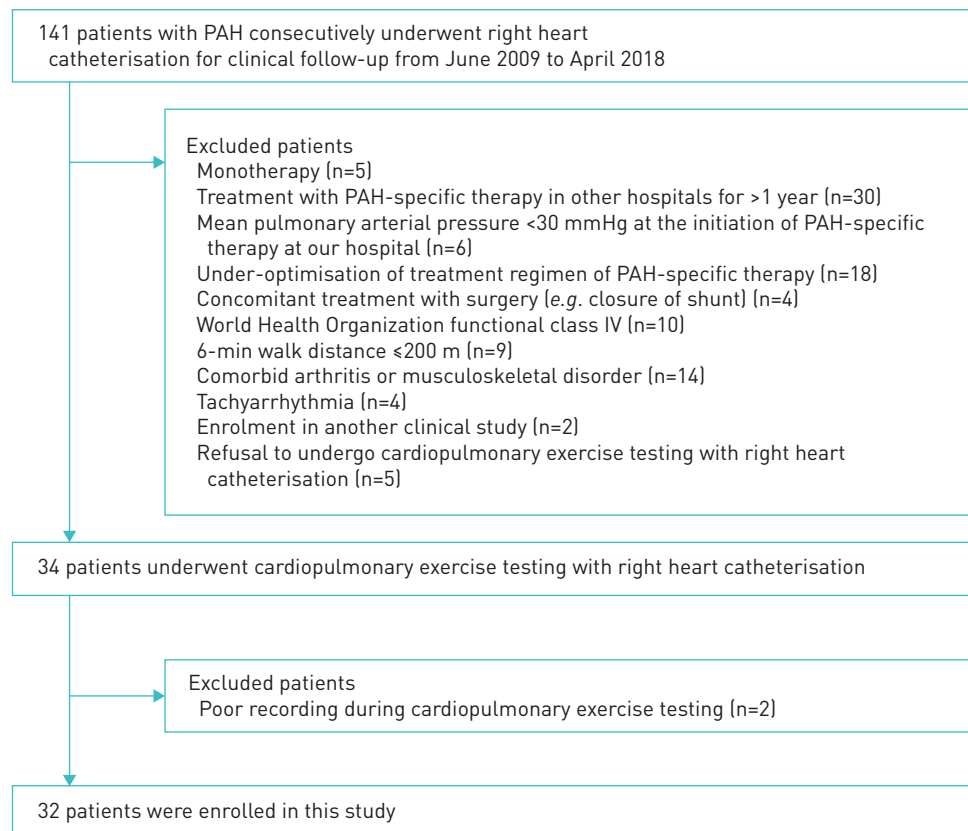 141 patients with PAH consecutively underwent right heart
catheterisation for clinical follow-up from June 2009 to April 2018
Excluded patients
Monotherapy (n=5)
Treatment with PAH-specific therapy in other hospitals for >1 year (n=30)
Mean pulmonary arterial pressure <30 mmHg at the initiation of PAH-specific
therapy at our hospital (n=6)
Under-optimisation of treatment regimen of PAH-specific therapy (n=18)
Concomitant treatment with surgery (e.g. closure of shunt) (n=4)
World Health Organization functional class IV (n=10)
6-min walk distance ≤200 m (n=9)
Comorbid arthritis or musculoskeletal disorder (n=14)
Tachyarrhythmia (n=4)
Enrolment in another clinical study (n=2)
Refusal to undergo cardiopulmonary exercise testing with right heart
catheterisation (n=5)
34 patients underwent cardiopulmonary exercise testing with right heart catheterisation
Excluded patients
Poor recording during cardiopulmonary exercise testing (n=2)
32 patients were enrolled in this study